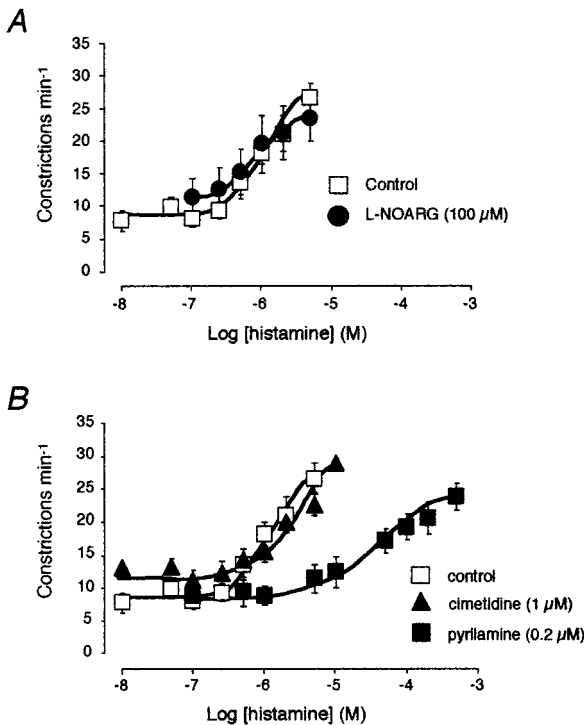 A
35
30
25
20
15
10
5
0
Constrictions min-1
Control
L-NOARG (100 µM)
-8 -7 -6 -5 -4 -3
Log [histamine] (M)
B
35
30
25
20
15
10
5
0
Constrictions min-1
control
cimetidine (1 µM)
pyrilamine (0.2 µM)
-8 -7 -6 -5 -4 -3
Log [histamine] (M)